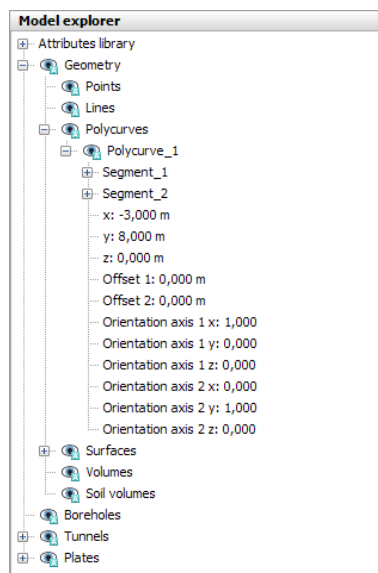 Model explorer
Attributes library
Geometry
Points
Lines
Polycurves
Polycurve_1
Segment_1
Segment_2
x: -3,000 m
y: 8,000 m
z: 0,000 m
Offset 1: 0,000 m
Offset 2: 0,000 m
Orientation axis 1 x: 1,000
Orientation axis 1 y: 0,000
Orientation axis 1 z: 0,000
Orientation axis 2 x: 0,000
Orientation axis 2 y: 1,000
Orientation axis 2 z: 0,000
Surfaces
Volumes
Soil volumes
Boreholes
Tunnels
Plates